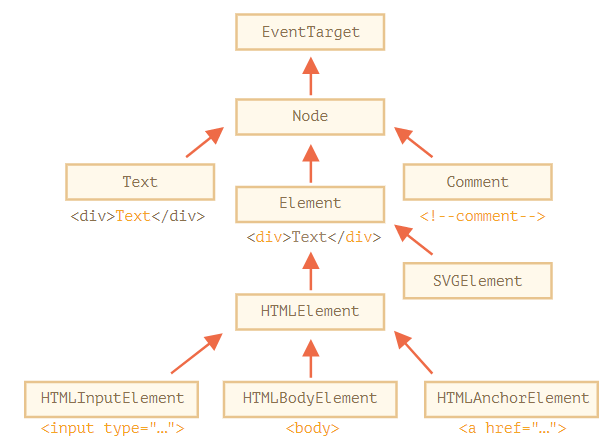 EventTarget
Node
Text
<div>Text</div>
Element
<div>Text</div>
Comment
<!--comment-->
SVGElement
HTMLElement
HTMLInputElement
<input type="…">
HTMLBodyElement
<body>
HTMLAnchorElement
<a href="…">